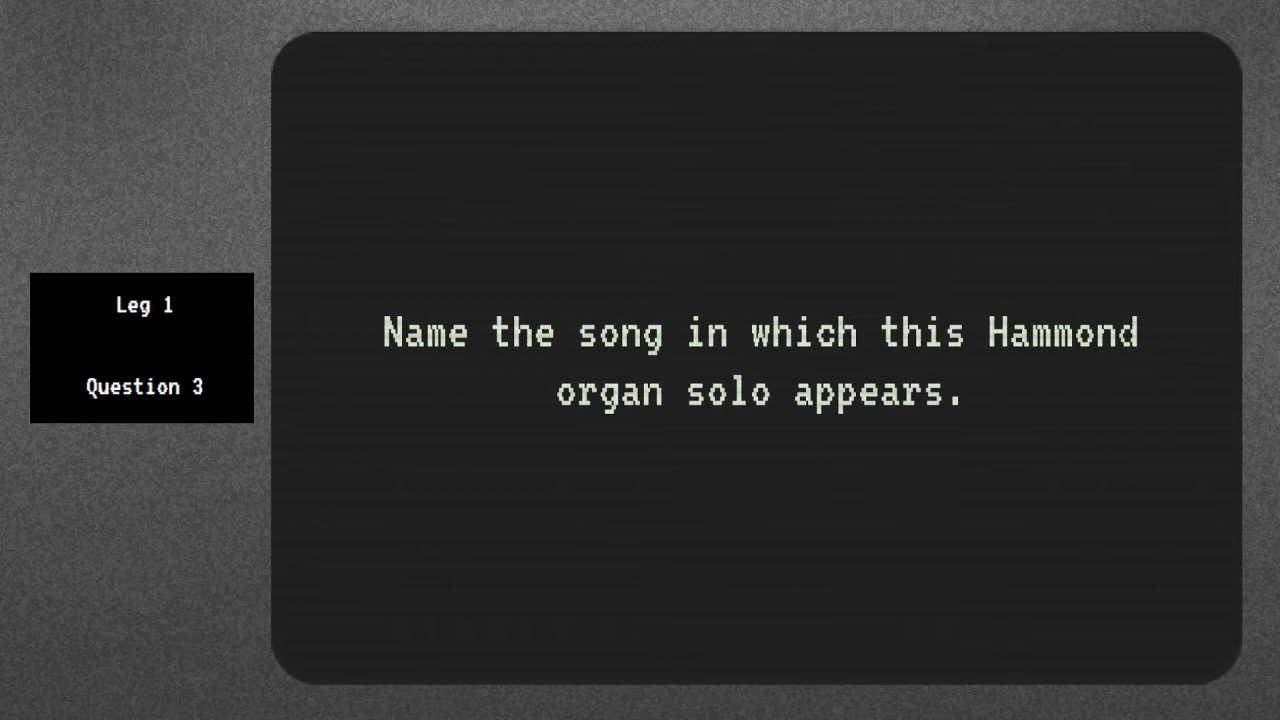 Leg 1
Question 3
Name the song in which this Hammond
organ solo appears.